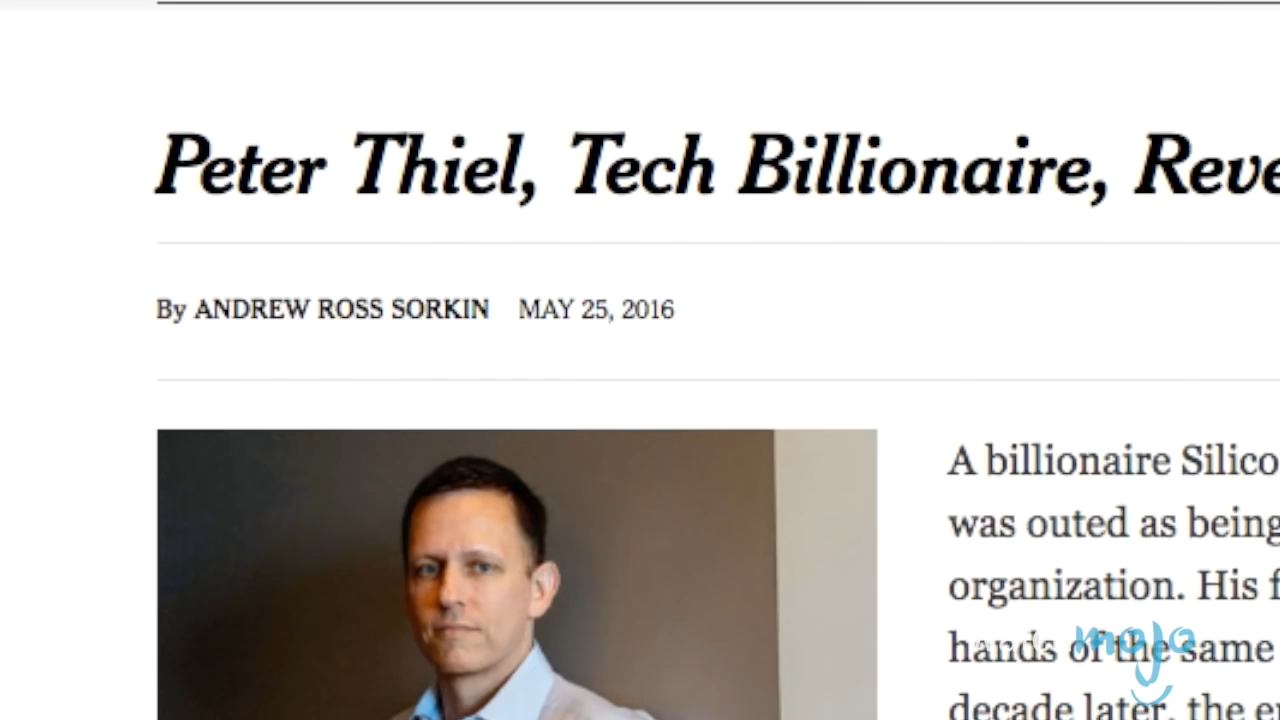 Peter Thiel, Tech Billionaire, Reve
By ANDREW ROSS SORKIN MAY 25, 2016
A billionaire Silico
was outed as being
organization. His f
hands of the same
decade later, the e
mojo